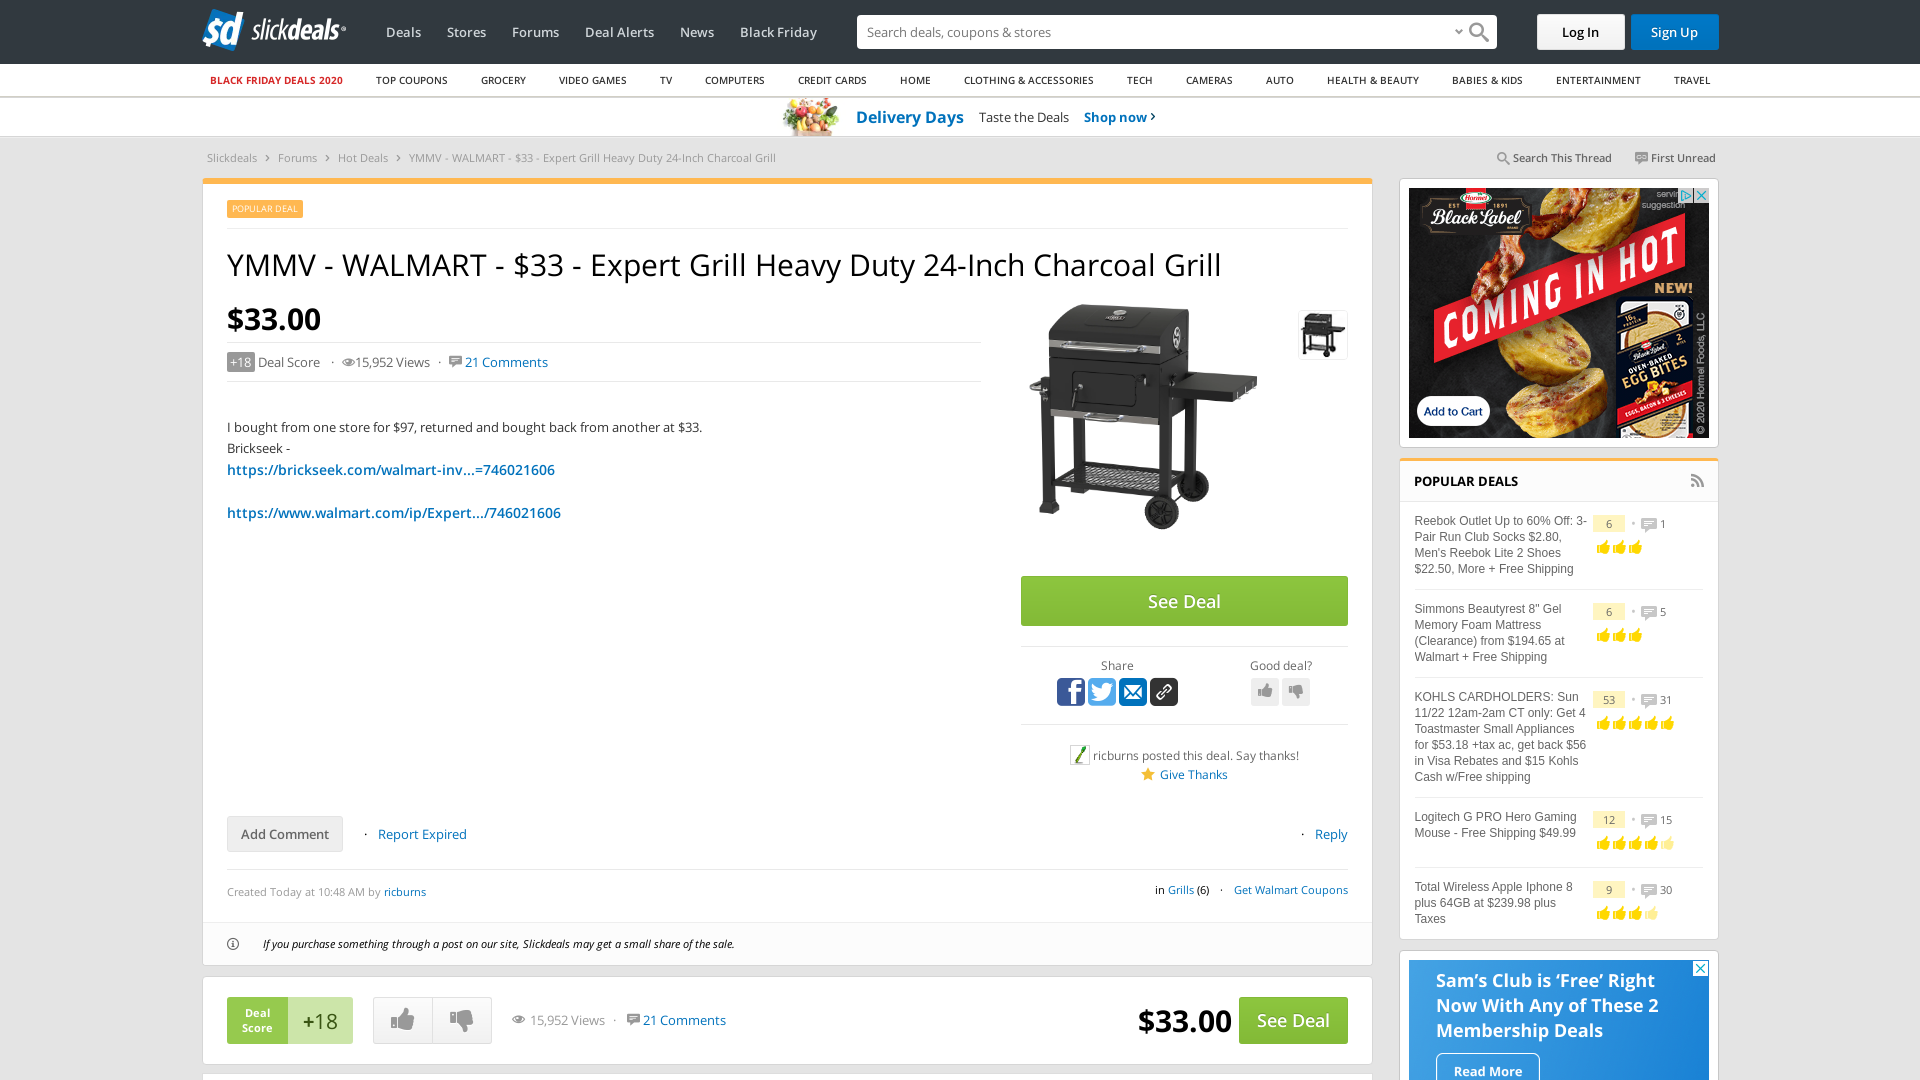 slickdeals
Deals
Stores
Forums
Deal Alerts
News
Black Friday
Search deals, coupons & stores
Log In
Sign Up
BLACK FRIDAY DEALS 2020
TOP COUPONS
GROCERY
VIDEO GAMES
TV
COMPUTERS
CREDIT CARDS
HOME
CLOTHING & ACCESSORIES
TECH
CAMERAS
AUTO
HEALTH & BEAUTY
BABIES & KIDS
ENTERTAINMENT
TRAVEL
Delivery Days Taste the Deals Shop now
Slickdeals > Forums > Hot Deals > YMMV - WALMART - $33 - Expert Grill Heavy Duty 24-Inch Charcoal Grill
Search This Thread
First Unread
POPULAR DEAL
YMMV - WALMART - $33 - Expert Grill Heavy Duty 24-Inch Charcoal Grill
$33.00
+18 Deal Score · 15,952 Views · 21 Comments
I bought from one store for $97, returned and bought back from another at $33.
Brickseek -
https://brickseek.com/walmart-inv...=746021606
https://www.walmart.com/ip/Expert.../746021606
See Deal
Share
Good deal?
ricburns posted this deal. Say thanks!
Give Thanks
Add Comment · Report Expired
· Reply
Created Today at 10:48 AM by ricburns
in Grills (6) · Get Walmart Coupons
If you purchase something through a post on our site, Slickdeals may get a small share of the sale.
Deal
Score
+18
15,952 Views · 21 Comments
$33.00
See Deal
serving
suggestion
Hormel
EST 1891
Black Label
COMING IN HOT
NEW!
Hormel
Black Label
OVEN-BAKED
EGG BITES
EGGS, BACON & 3 CHEESES
Add to Cart
© 2020 Hormel Foods, LLC
POPULAR DEALS
Reebok Outlet Up to 60% Off: 3-
Pair Run Club Socks $2.80,
Men's Reebok Lite 2 Shoes
$22.50, More + Free Shipping
6 • 1
Simmons Beautyrest 8" Gel
Memory Foam Mattress
(Clearance) from $194.65 at
Walmart + Free Shipping
6 • 5
KOHLS CARDHOLDERS: Sun
11/22 12am-2am CT only: Get 4
Toastmaster Small Appliances
for $53.18 +tax ac, get back $56
in Visa Rebates and $15 Kohls
Cash w/Free shipping
53 • 31
Logitech G PRO Hero Gaming
Mouse - Free Shipping $49.99
12 • 15
Total Wireless Apple Iphone 8
plus 64GB at $239.98 plus
Taxes
9 • 30
Sam's Club is 'Free' Right
Now With Any of These 2
Membership Deals
Read More